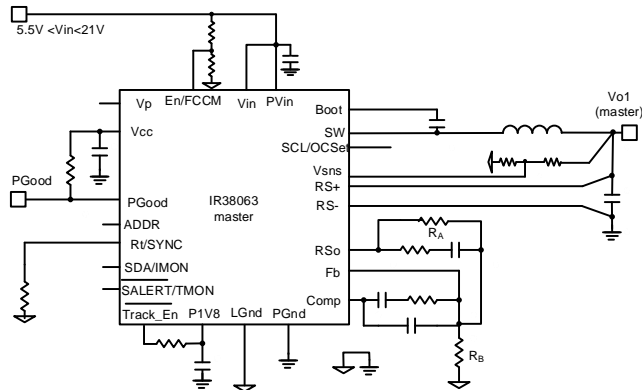 5.5V <Vin<21V
Vp
En/FCCM
Vin
PVin
Boot
Vo1
(master)
Vcc
SW
SCL/OCSet
Vsns
PGood
PGood
IR38063
master
RS+
RS-
ADDR
Rt/SYNC
RSo
RA
SDA/IMON
Fb
SALERT/TMON
Comp
Track_En
P1V8
LGnd
PGnd
RB